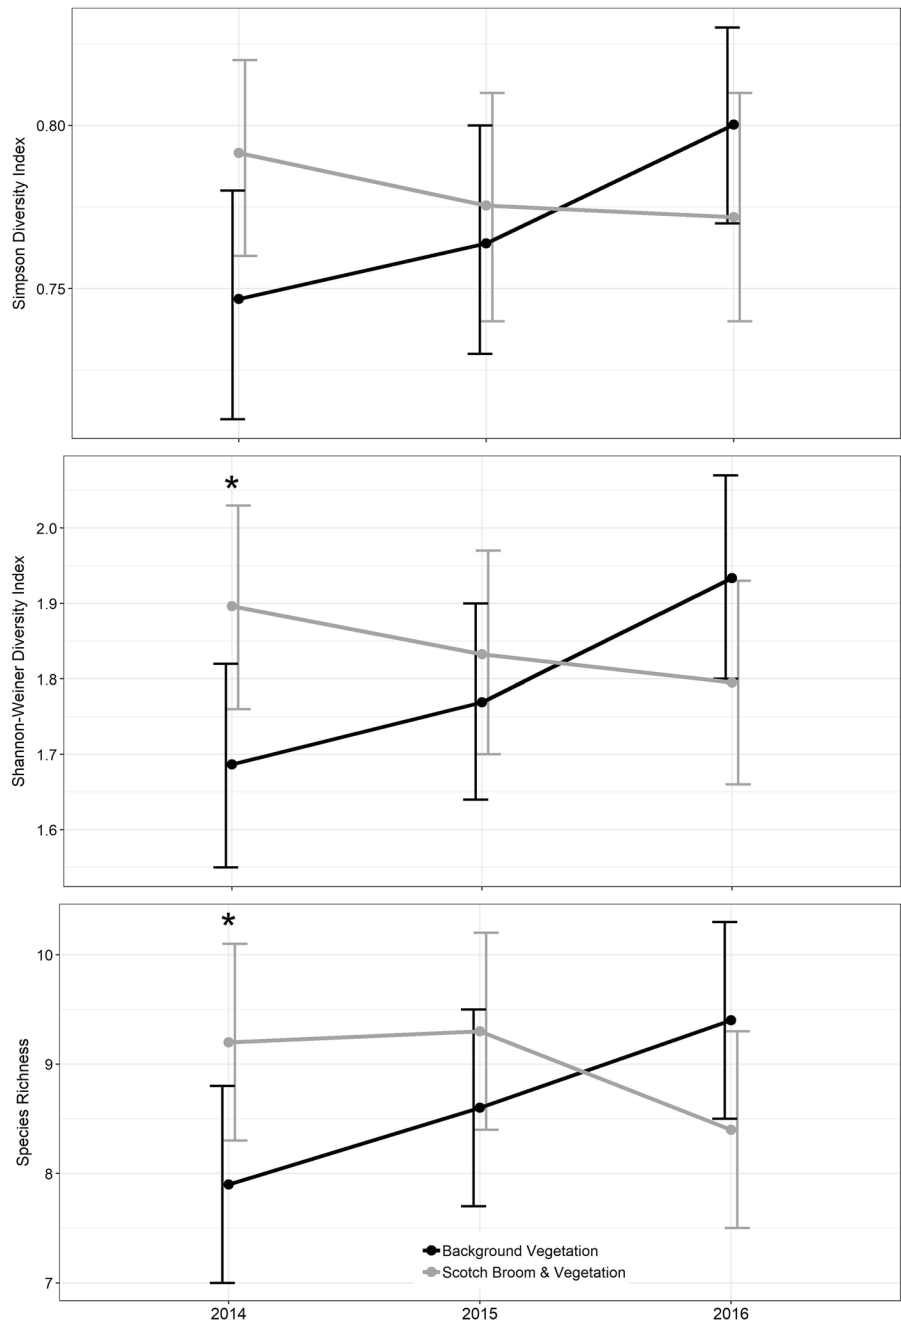 Simpson Diversity Index
0.80
0.75
Shannon-Weiner Diversity Index
*
2.0
1.9
1.8
1.7
1.6
Species Richness
*
10
9
8
7
Background Vegetation
Scotch Broom & Vegetation
2014 2015 2016